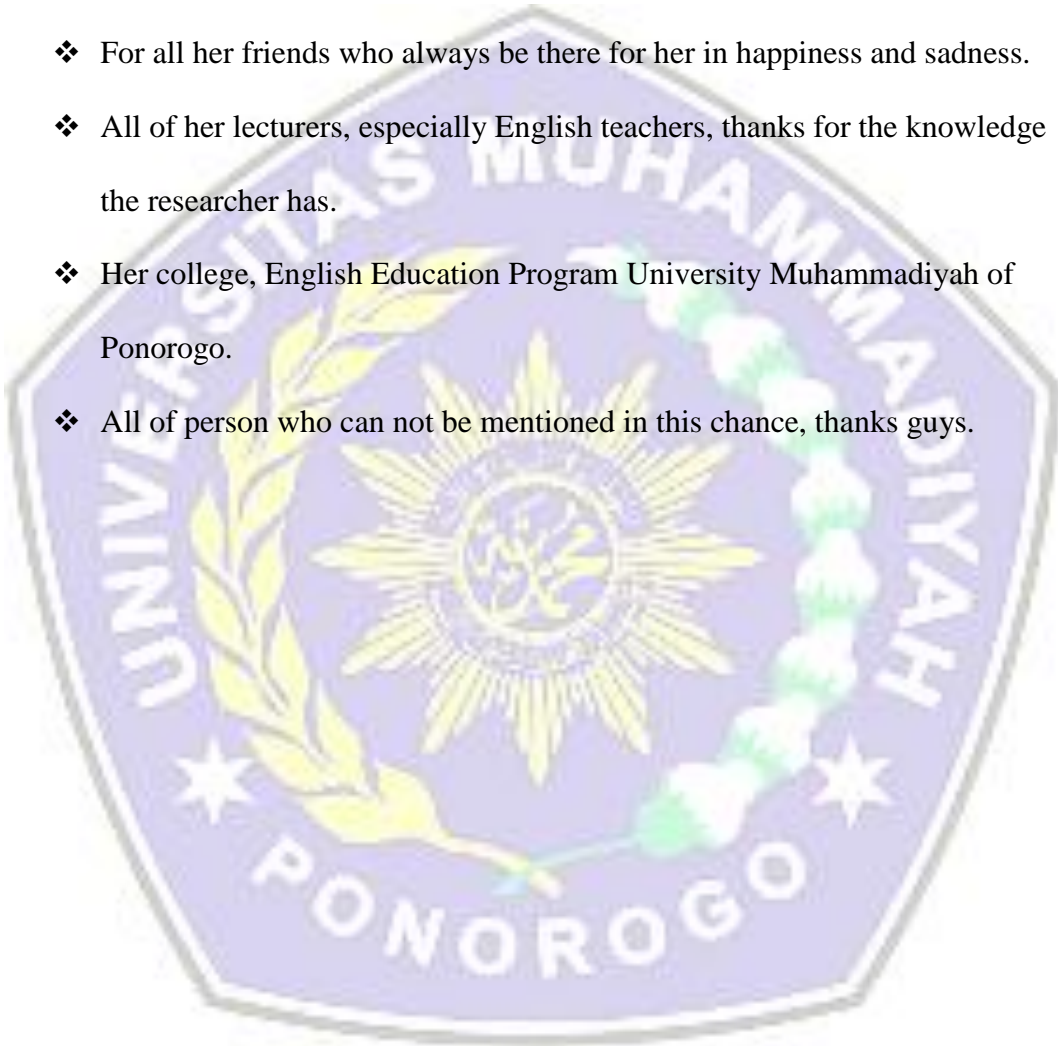 ❖ For all her friends who always be there for her in happiness and sadness.
❖ All of her lecturers, especially English teachers, thanks for the knowledge
the researcher has.
❖ Her college, English Education Program University Muhammadiyah of
Ponorogo.
❖ All of person who can not be mentioned in this chance, thanks guys.
UNIVERSITAS MUHAMMADIYAH
PONOROGO